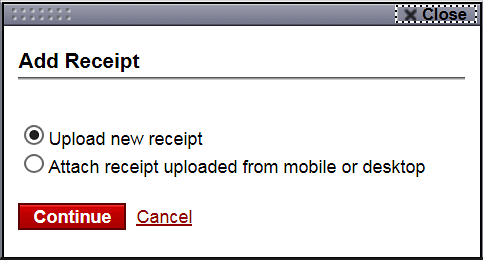 Close
Add Receipt
Upload new receipt
Attach receipt uploaded from mobile or desktop
Continue Cancel